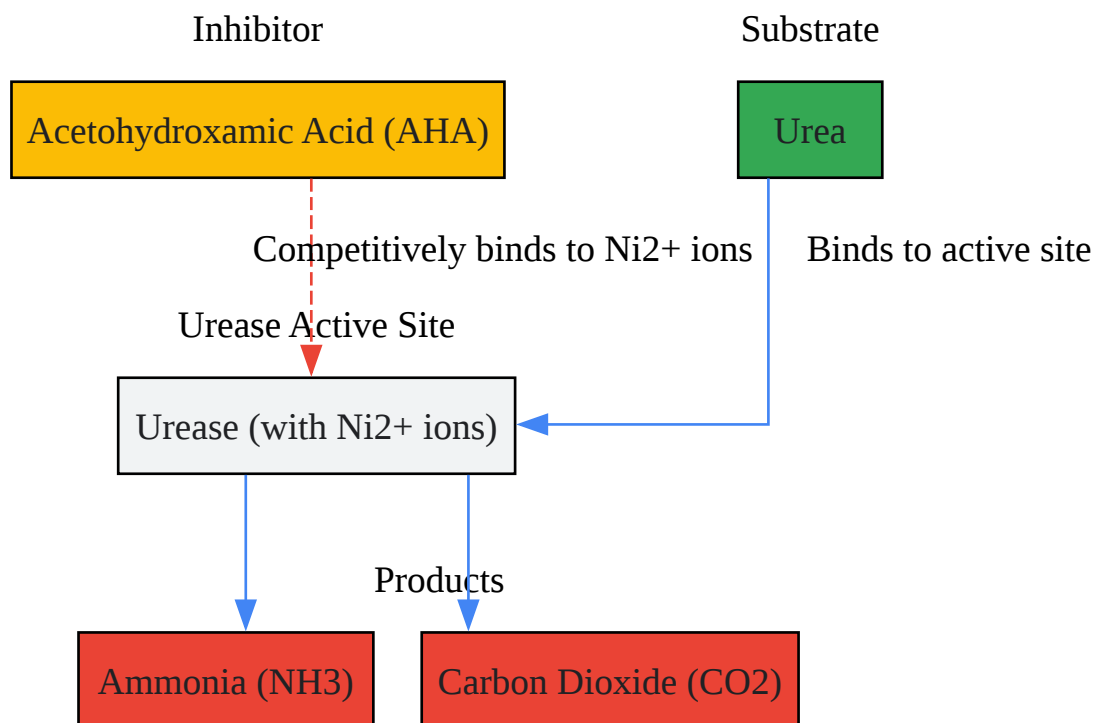 Inhibitor
Substrate
Acetohydroxamic Acid (AHA)
Urea
Competitively binds to Ni2+ ions
Binds to active site
Urease Active Site
Urease (with Ni2+ ions)
Products
Ammonia (NH3)
Carbon Dioxide (CO2)